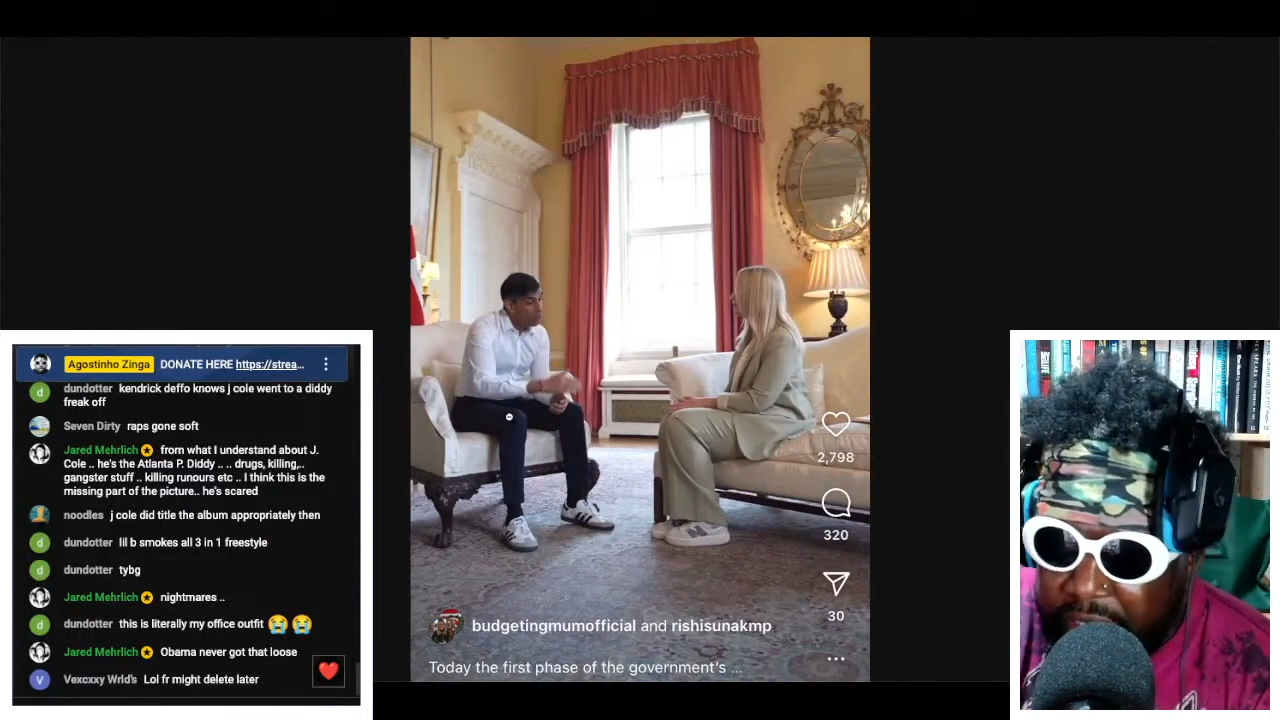 Agostinho Zinga DONATE HERE https://strea...
dundotter kendrick deffo knows j cole went to a diddy
freak off
Seven Dirty raps gone soft
Jared Mehrlich from what I understand about J.
Cole .. he's the Atlanta P. Diddy .. .. drugs, killing,..
gangster stuff .. killing runours etc .. I think this is the
missing part of the picture.. he's scared
noodles j cole did title the album appropriately then
dundotter lil b smokes all 3 in 1 freestyle
dundotter tybg
Jared Mehrlich nightmares ..
dundotter this is literally my office outfit 😭😭
Jared Mehrlich Obama never got that loose
Vexcxxy Wrld's Lol fr might delete later
2,798
320
30
budgetingmumofficial and rishisunakmp
Today the first phase of the government's ...